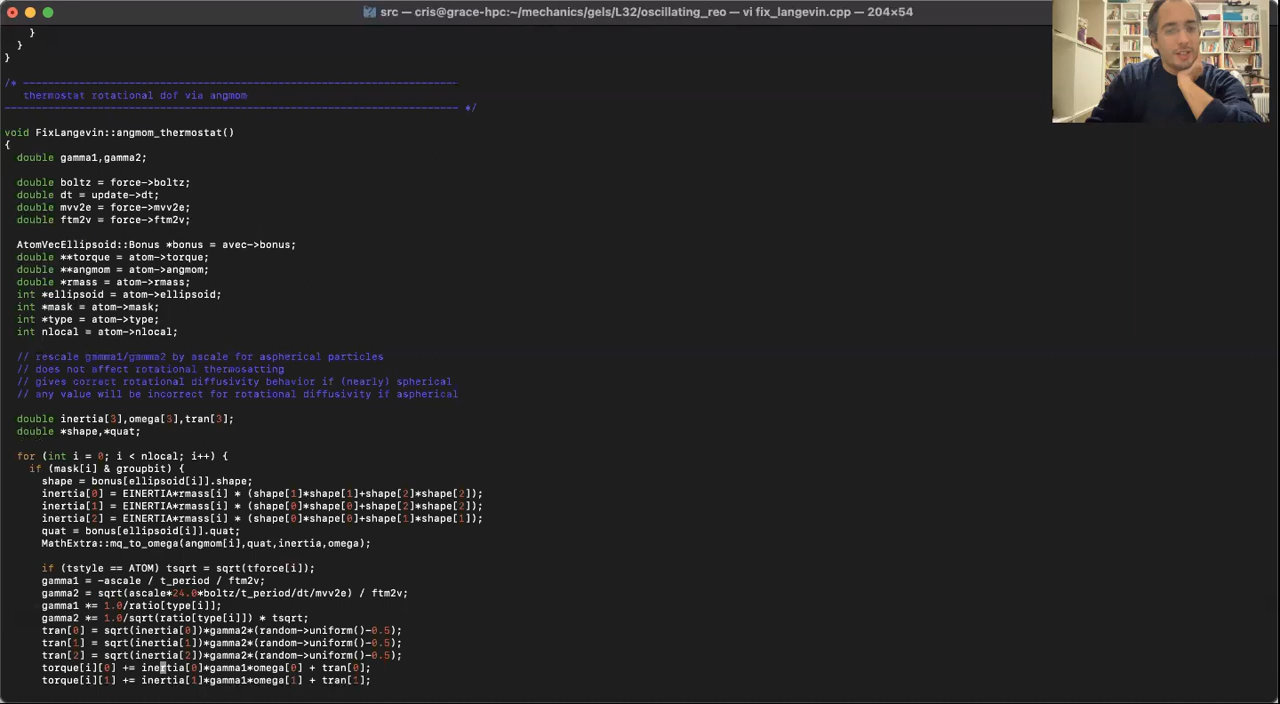 src — cris@grace-hpc:~/mechanics/gels/L32/oscillating_reo — vi fix_langevin.cpp — 204×54
    }
  }
}

/* ----------------------------------------------------------------------
   thermostat rotational dof via angmom
------------------------------------------------------------------------- */

void FixLangevin::angmom_thermostat()
{
  double gamma1,gamma2;

  double boltz = force->boltz;
  double dt = update->dt;
  double mvv2e = force->mvv2e;
  double ftm2v = force->ftm2v;

  AtomVecEllipsoid::Bonus *bonus = avec->bonus;
  double **torque = atom->torque;
  double **angmom = atom->angmom;
  double *rmass = atom->rmass;
  int *ellipsoid = atom->ellipsoid;
  int *mask = atom->mask;
  int *type = atom->type;
  int nlocal = atom->nlocal;

  // rescale gamma1/gamma2 by ascale for aspherical particles
  // does not affect rotational thermosatting
  // gives correct rotational diffusivity behavior if (nearly) spherical
  // any value will be incorrect for rotational diffusivity if aspherical

  double inertia[3],omega[3],tran[3];
  double *shape,*quat;

  for (int i = 0; i < nlocal; i++) {
    if (mask[i] & groupbit) {
      shape = bonus[ellipsoid[i]].shape;
      inertia[0] = EINERTIA*rmass[i] * (shape[1]*shape[1]+shape[2]*shape[2]);
      inertia[1] = EINERTIA*rmass[i] * (shape[0]*shape[0]+shape[2]*shape[2]);
      inertia[2] = EINERTIA*rmass[i] * (shape[0]*shape[0]+shape[1]*shape[1]);
      quat = bonus[ellipsoid[i]].quat;
      MathExtra::mq_to_omega(angmom[i],quat,inertia,omega);

      if (tstyle == ATOM) tsqrt = sqrt(tforce[i]);
      gamma1 = -ascale / t_period / ftm2v;
      gamma2 = sqrt(ascale*24.0*boltz/t_period/dt/mvv2e) / ftm2v;
      gamma1 *= 1.0/ratio[type[i]];
      gamma2 *= 1.0/sqrt(ratio[type[i]]) * tsqrt;
      tran[0] = sqrt(inertia[0])*gamma2*(random->uniform()-0.5);
      tran[1] = sqrt(inertia[1])*gamma2*(random->uniform()-0.5);
      tran[2] = sqrt(inertia[2])*gamma2*(random->uniform()-0.5);
      torque[i][0] += inertia[0]*gamma1*omega[0] + tran[0];
      torque[i][1] += inertia[1]*gamma1*omega[1] + tran[1];